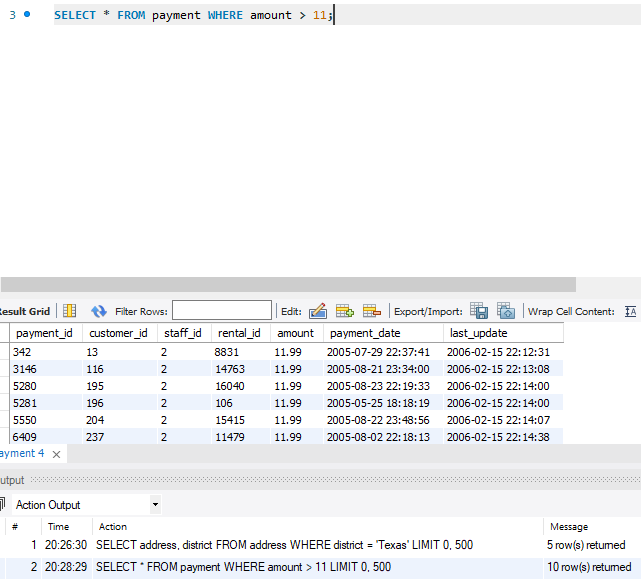 3 SELECT * FROM payment WHERE amount > 11;
Result Grid Filter Rows: Edit: Export/Import: Wrap Cell Content:
payment_id customer_id staff_id rental_id amount payment_date last_update
342 13 2 8831 11.99 2005-07-29 22:37:41 2006-02-15 22:12:31
3146 116 2 14763 11.99 2005-08-21 23:34:00 2006-02-15 22:13:08
5280 195 2 16040 11.99 2005-08-23 22:19:33 2006-02-15 22:14:00
5281 196 2 106 11.99 2005-05-25 18:18:19 2006-02-15 22:14:00
5550 204 2 15415 11.99 2005-08-22 23:48:56 2006-02-15 22:14:07
6409 237 2 11479 11.99 2005-08-02 22:18:13 2006-02-15 22:14:38
ayment 4
utput
Action Output
# Time Action Message
1 20:26:30 SELECT address, district FROM address WHERE district = 'Texas' LIMIT 0, 500 5 row(s) returned
2 20:28:29 SELECT * FROM payment WHERE amount > 11 LIMIT 0, 500 10 row(s) returned